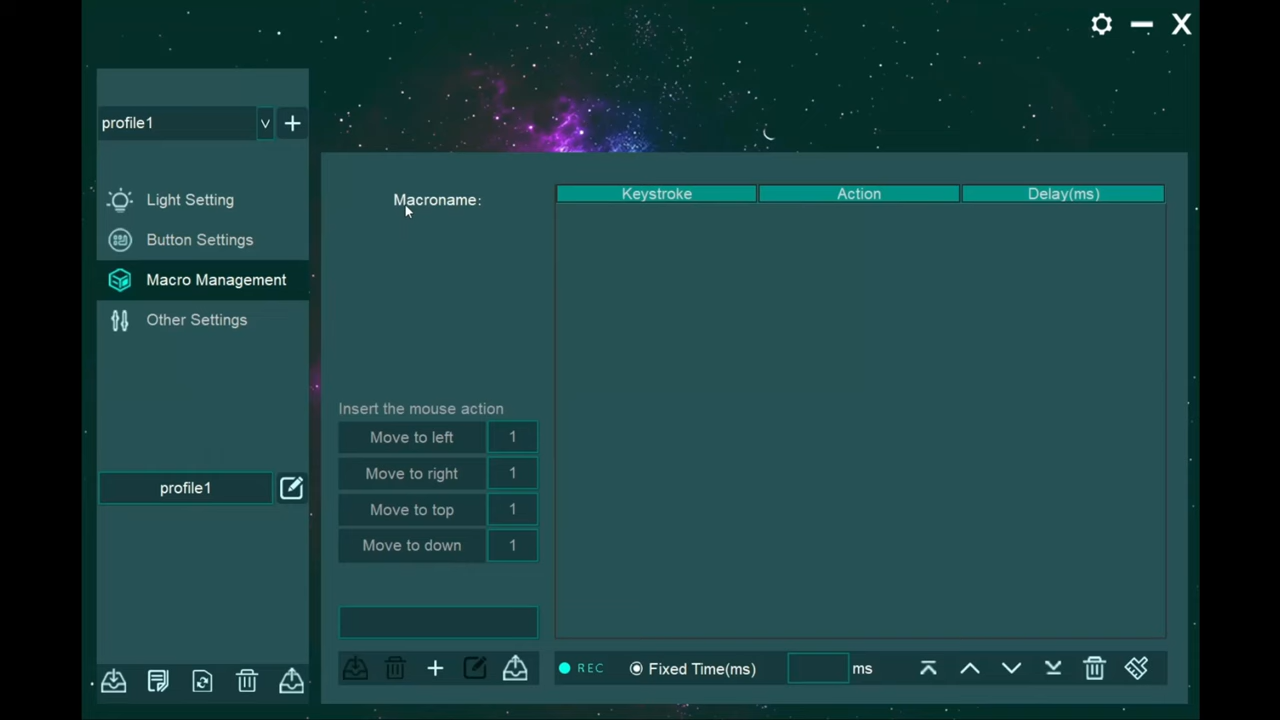 X
profile1 V +
Light Setting
Button Settings
Macro Management
Other Settings
profile1
Macroname:
Keystroke Action Delay(ms)
Insert the mouse action
Move to left 1
Move to right 1
Move to top 1
Move to down 1
REC Fixed Time(ms) ms